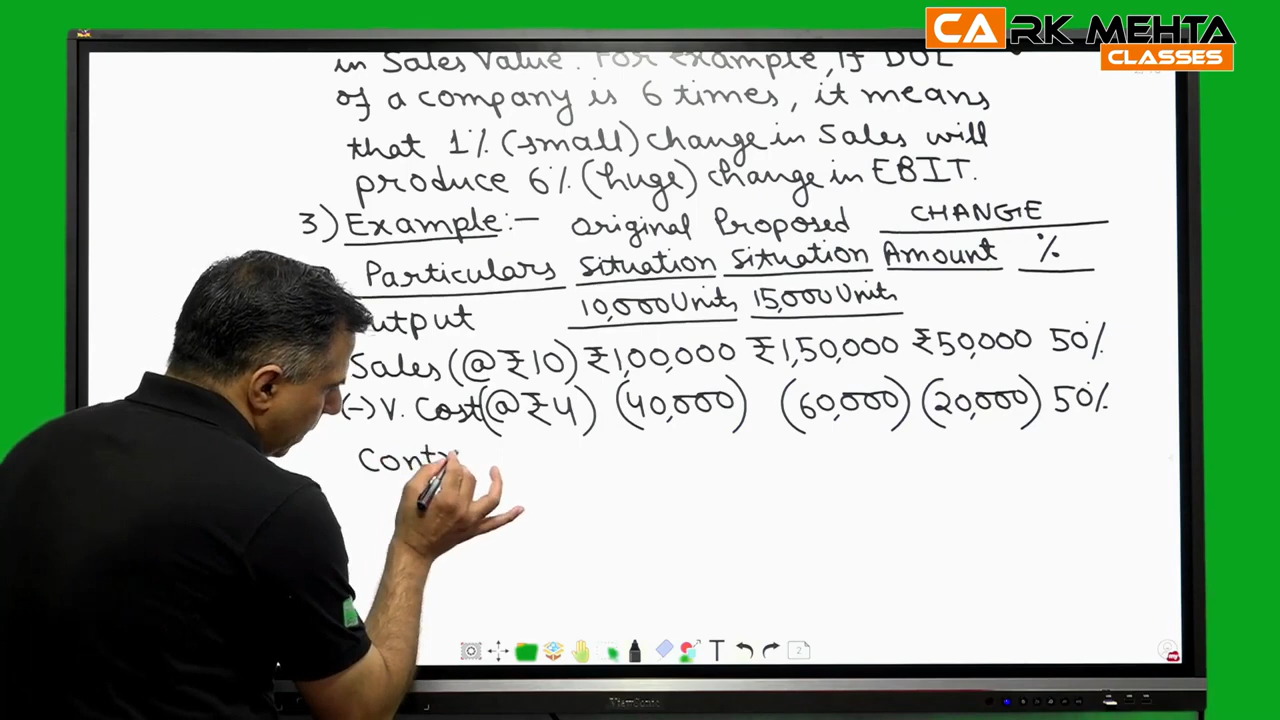 CA RK MEHTA
CLASSES
in Sales Value. For example, if DOL
of a company is 6 times, it means
that 1% (small) change in Sales will
produce 6% (huge) change in EBIT.
3) Example:- Original Proposed CHANGE
Particulars Situation Situation Amount %
utput 10,000 Units 15,000 Units
Sales (@ ₹10) ₹1,00,000 ₹1,50,000 ₹50,000 50%
(-) V. Cost (@ ₹4) (40,000) (60,000) (20,000) 50%
Contr
T
2